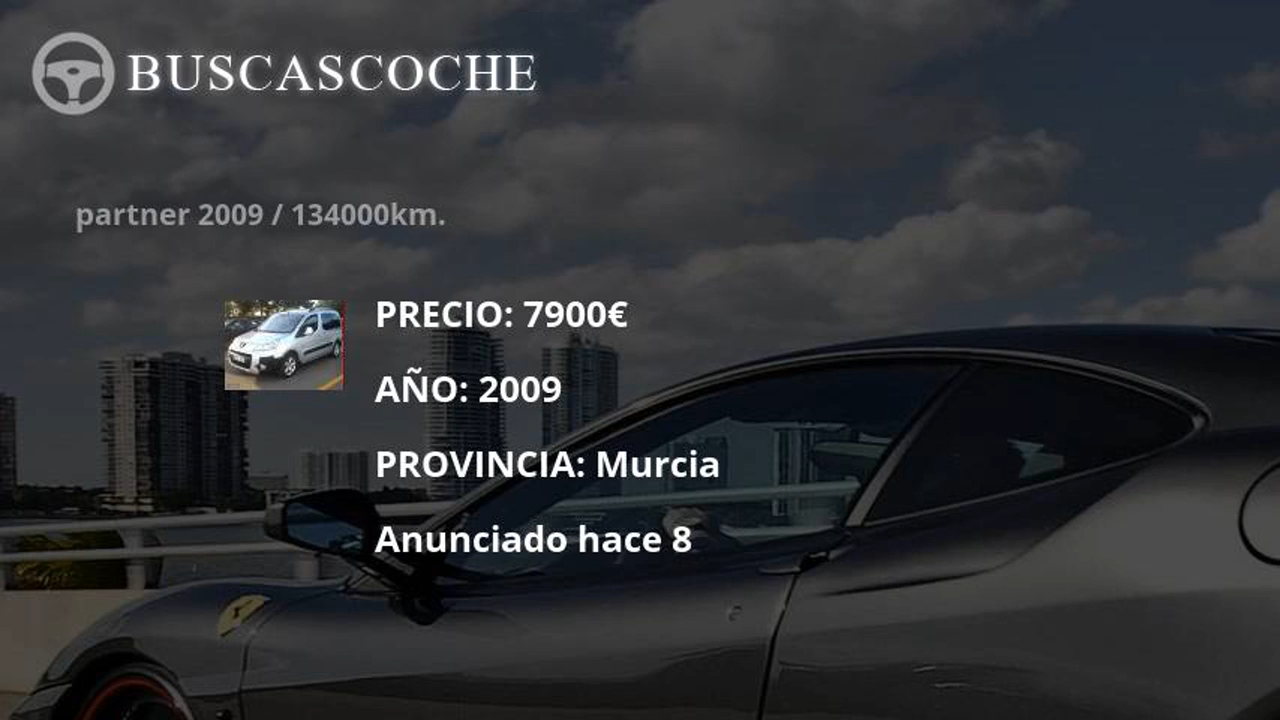 BUSCASCOCHE
partner 2009 / 134000km.
PRECIO: 7900€
AÑO: 2009
PROVINCIA: Murcia
Anunciado hace 8